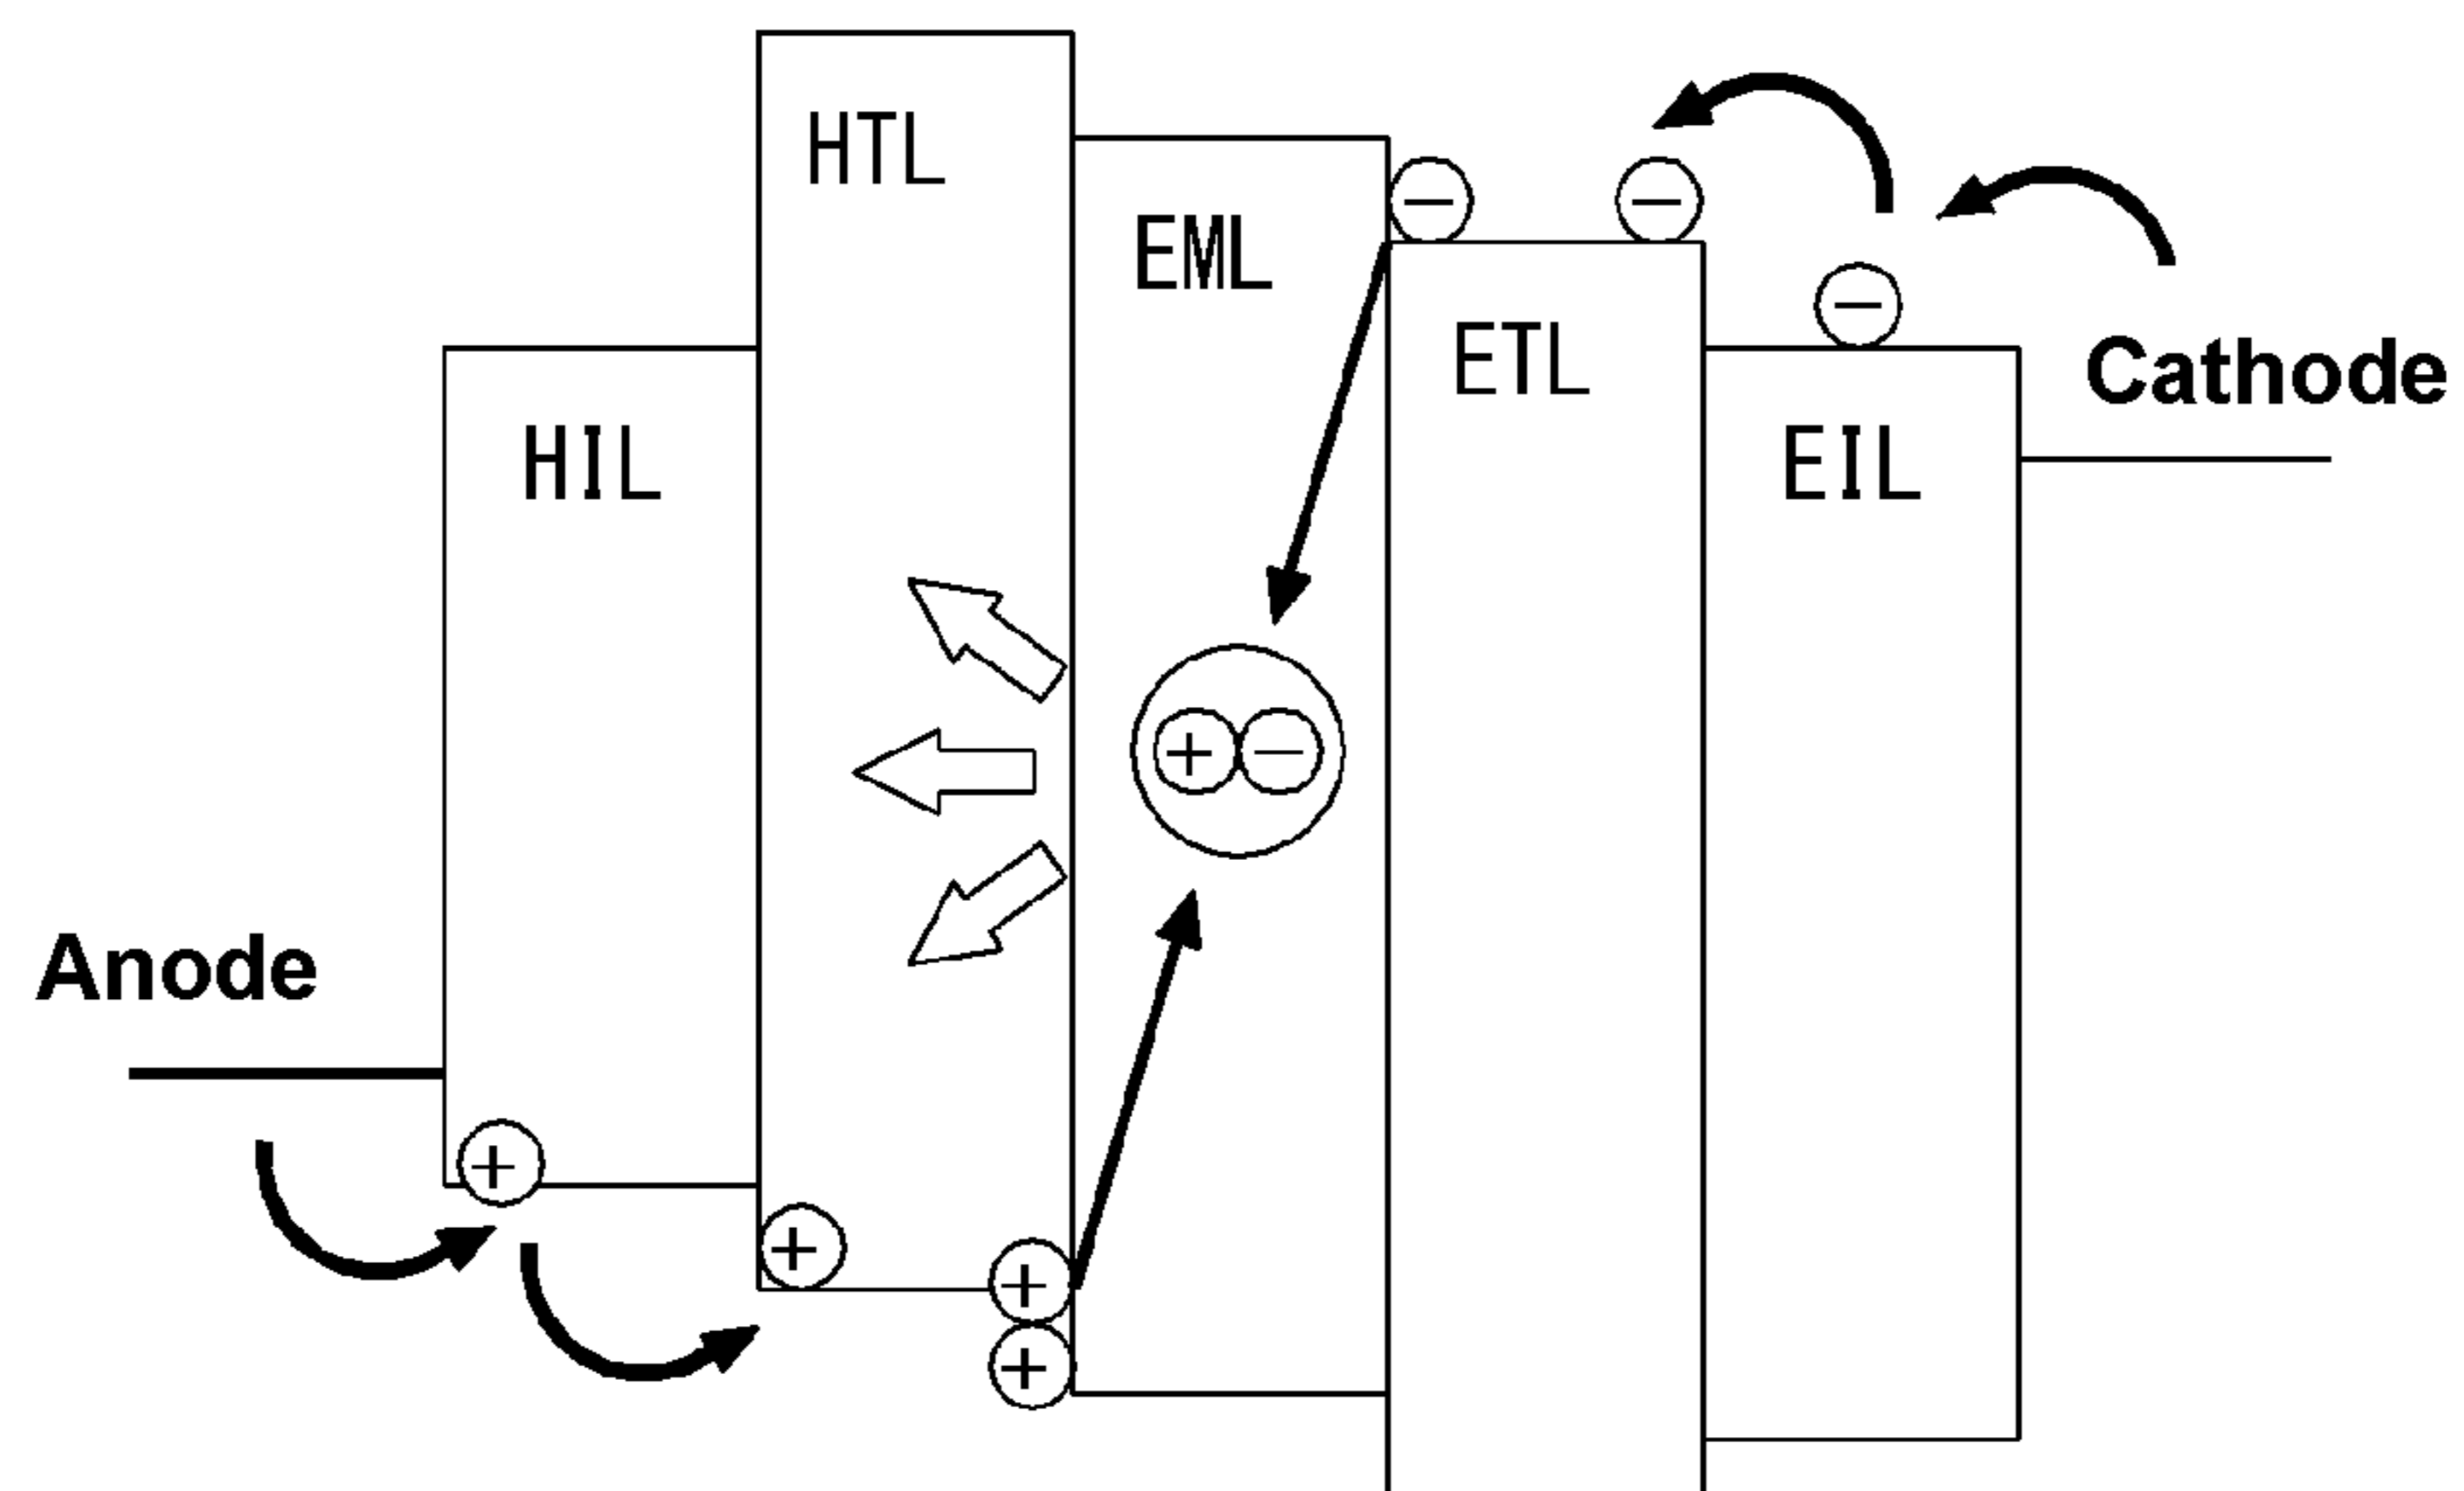 HTL
EML
ETL
Cathode
HIL
EIL
Anode
−
−
−
+
−
+
+
+
+